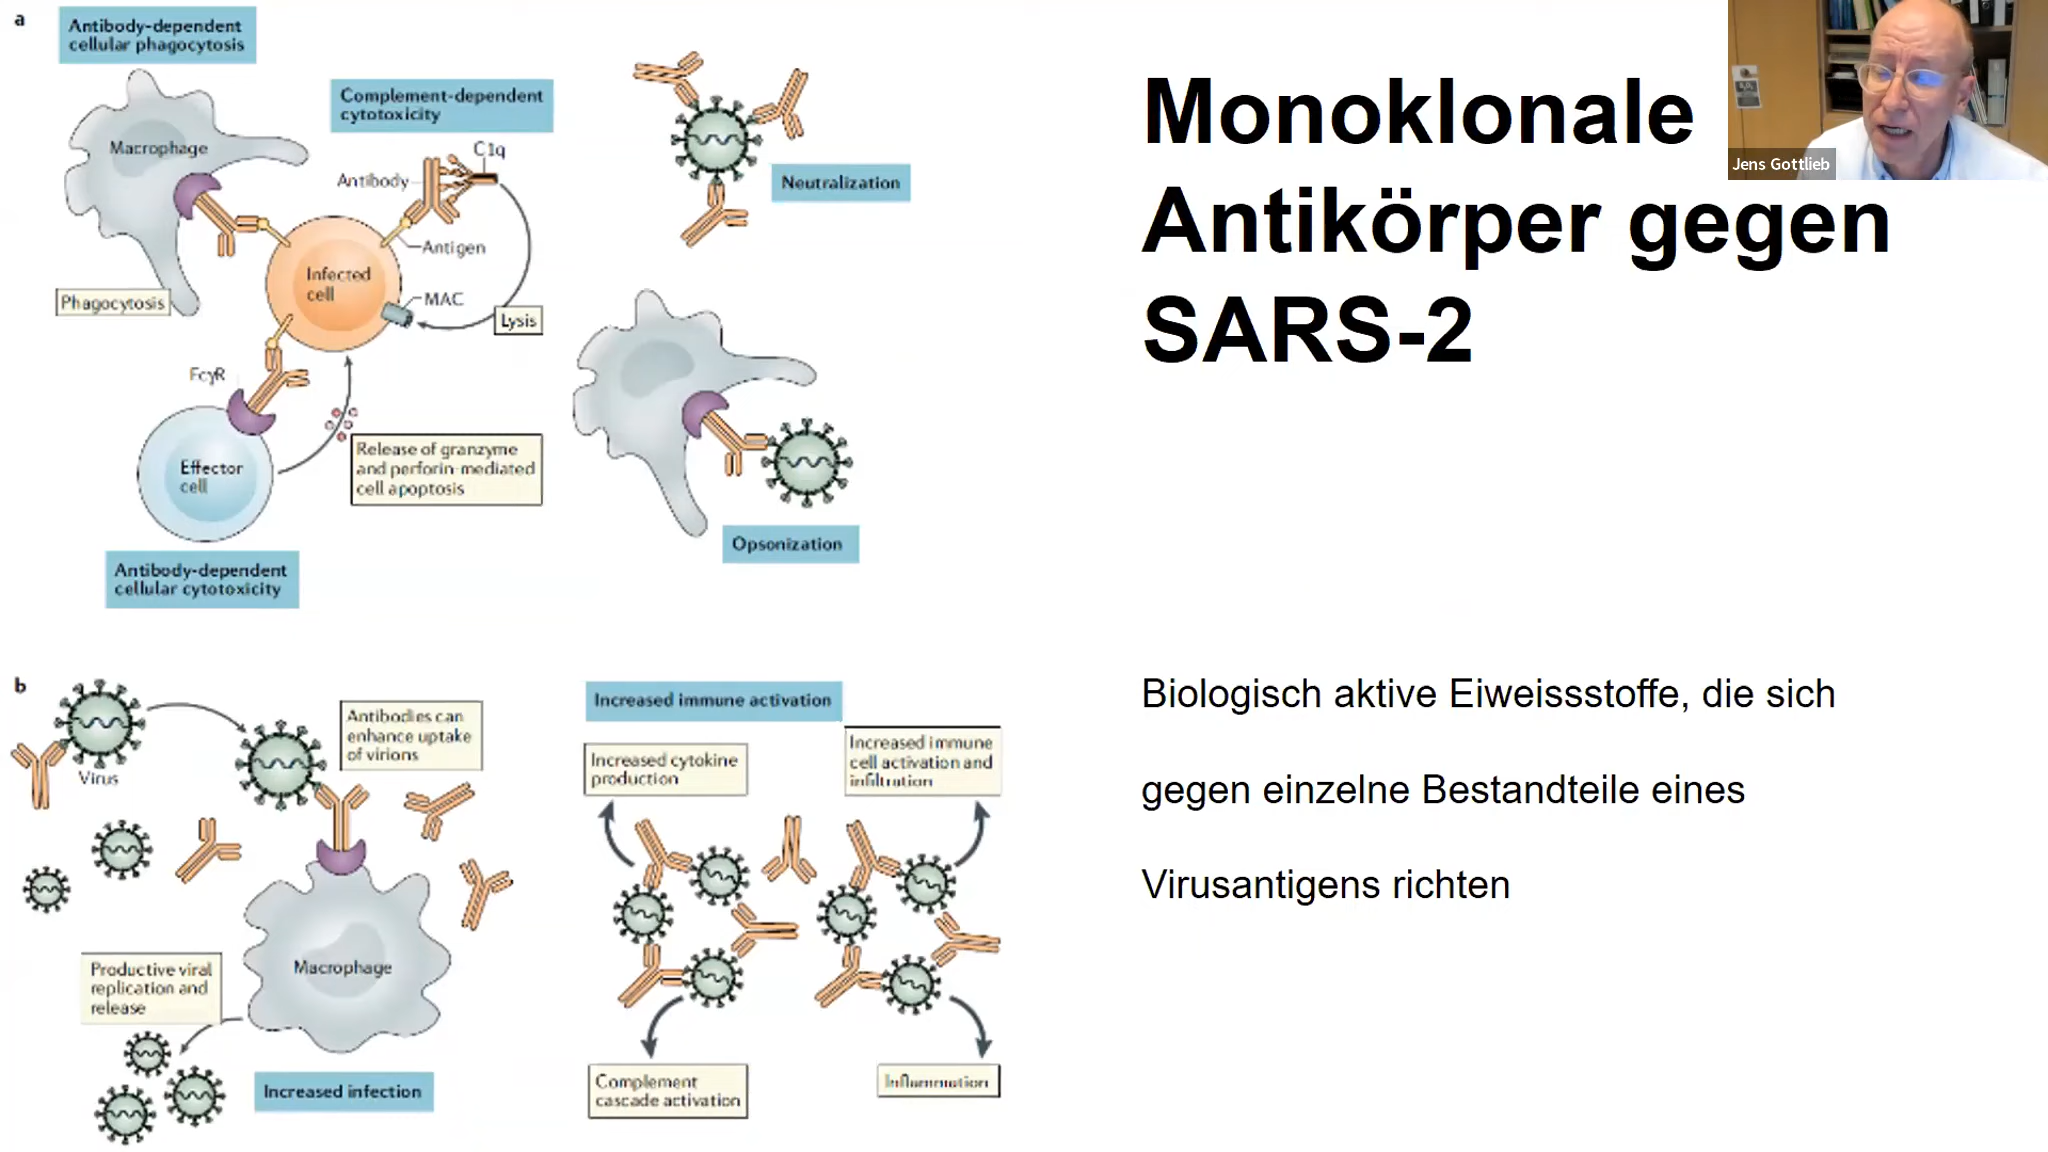 a
Antibody-dependent
cellular phagocytosis
Macrophage
Phagocytosis
Complement-dependent
cytotoxicity
C1q
Antibody
Antigen
Infected
cell
MAC
Lysis
FcγR
Effector
cell
Release of granzyme
and perforin-mediated
cell apoptosis
Antibody-dependent
cellular cytotoxicity
Neutralization
Opsonization
b
Virus
Antibodies can
enhance uptake
of virions
Macrophage
Productive viral
replication and
release
Increased infection
Increased immune activation
Increased cytokine
production
Increased immune
cell activation and
infiltration
Complement
cascade activation
Inflammation
Monoklonale
Antikörper gegen
SARS-2
Biologisch aktive Eiweissstoffe, die sich
gegen einzelne Bestandteile eines
Virusantigens richten
Jens Gottlieb